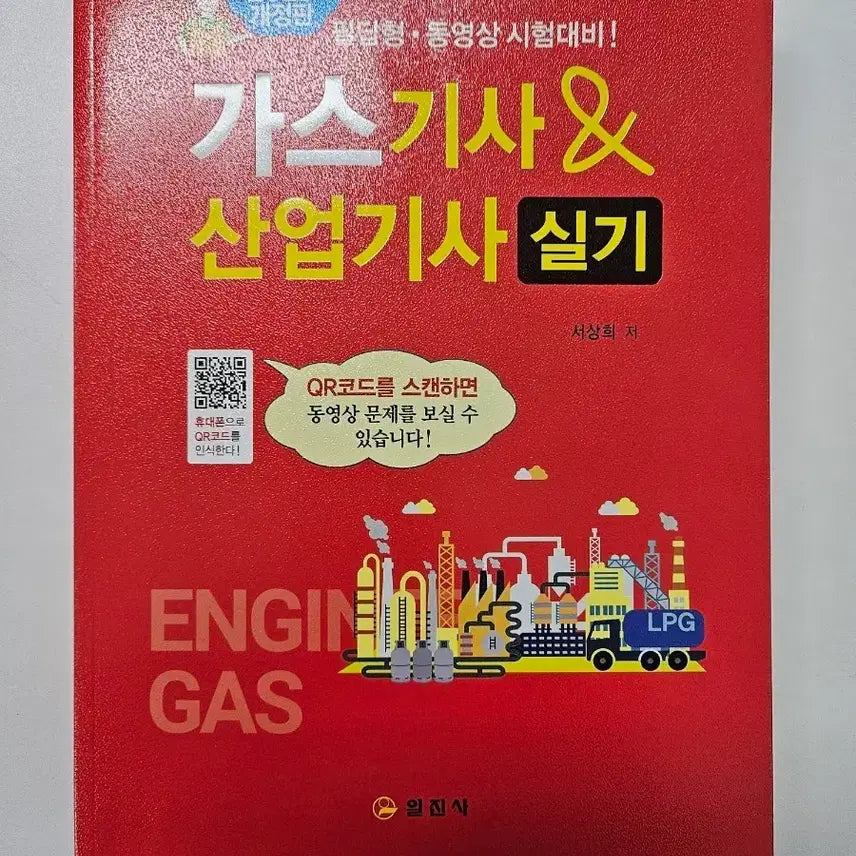 개정판
필답형·동영상 시험대비!
가스기사 &
산업기사 실기
서상희 저
QR코드를 스캔하면
동영상 문제를 보실 수
있습니다!
휴대폰으로
QR코드를
인식한다!
ENGIN
GAS
LPG
일진사